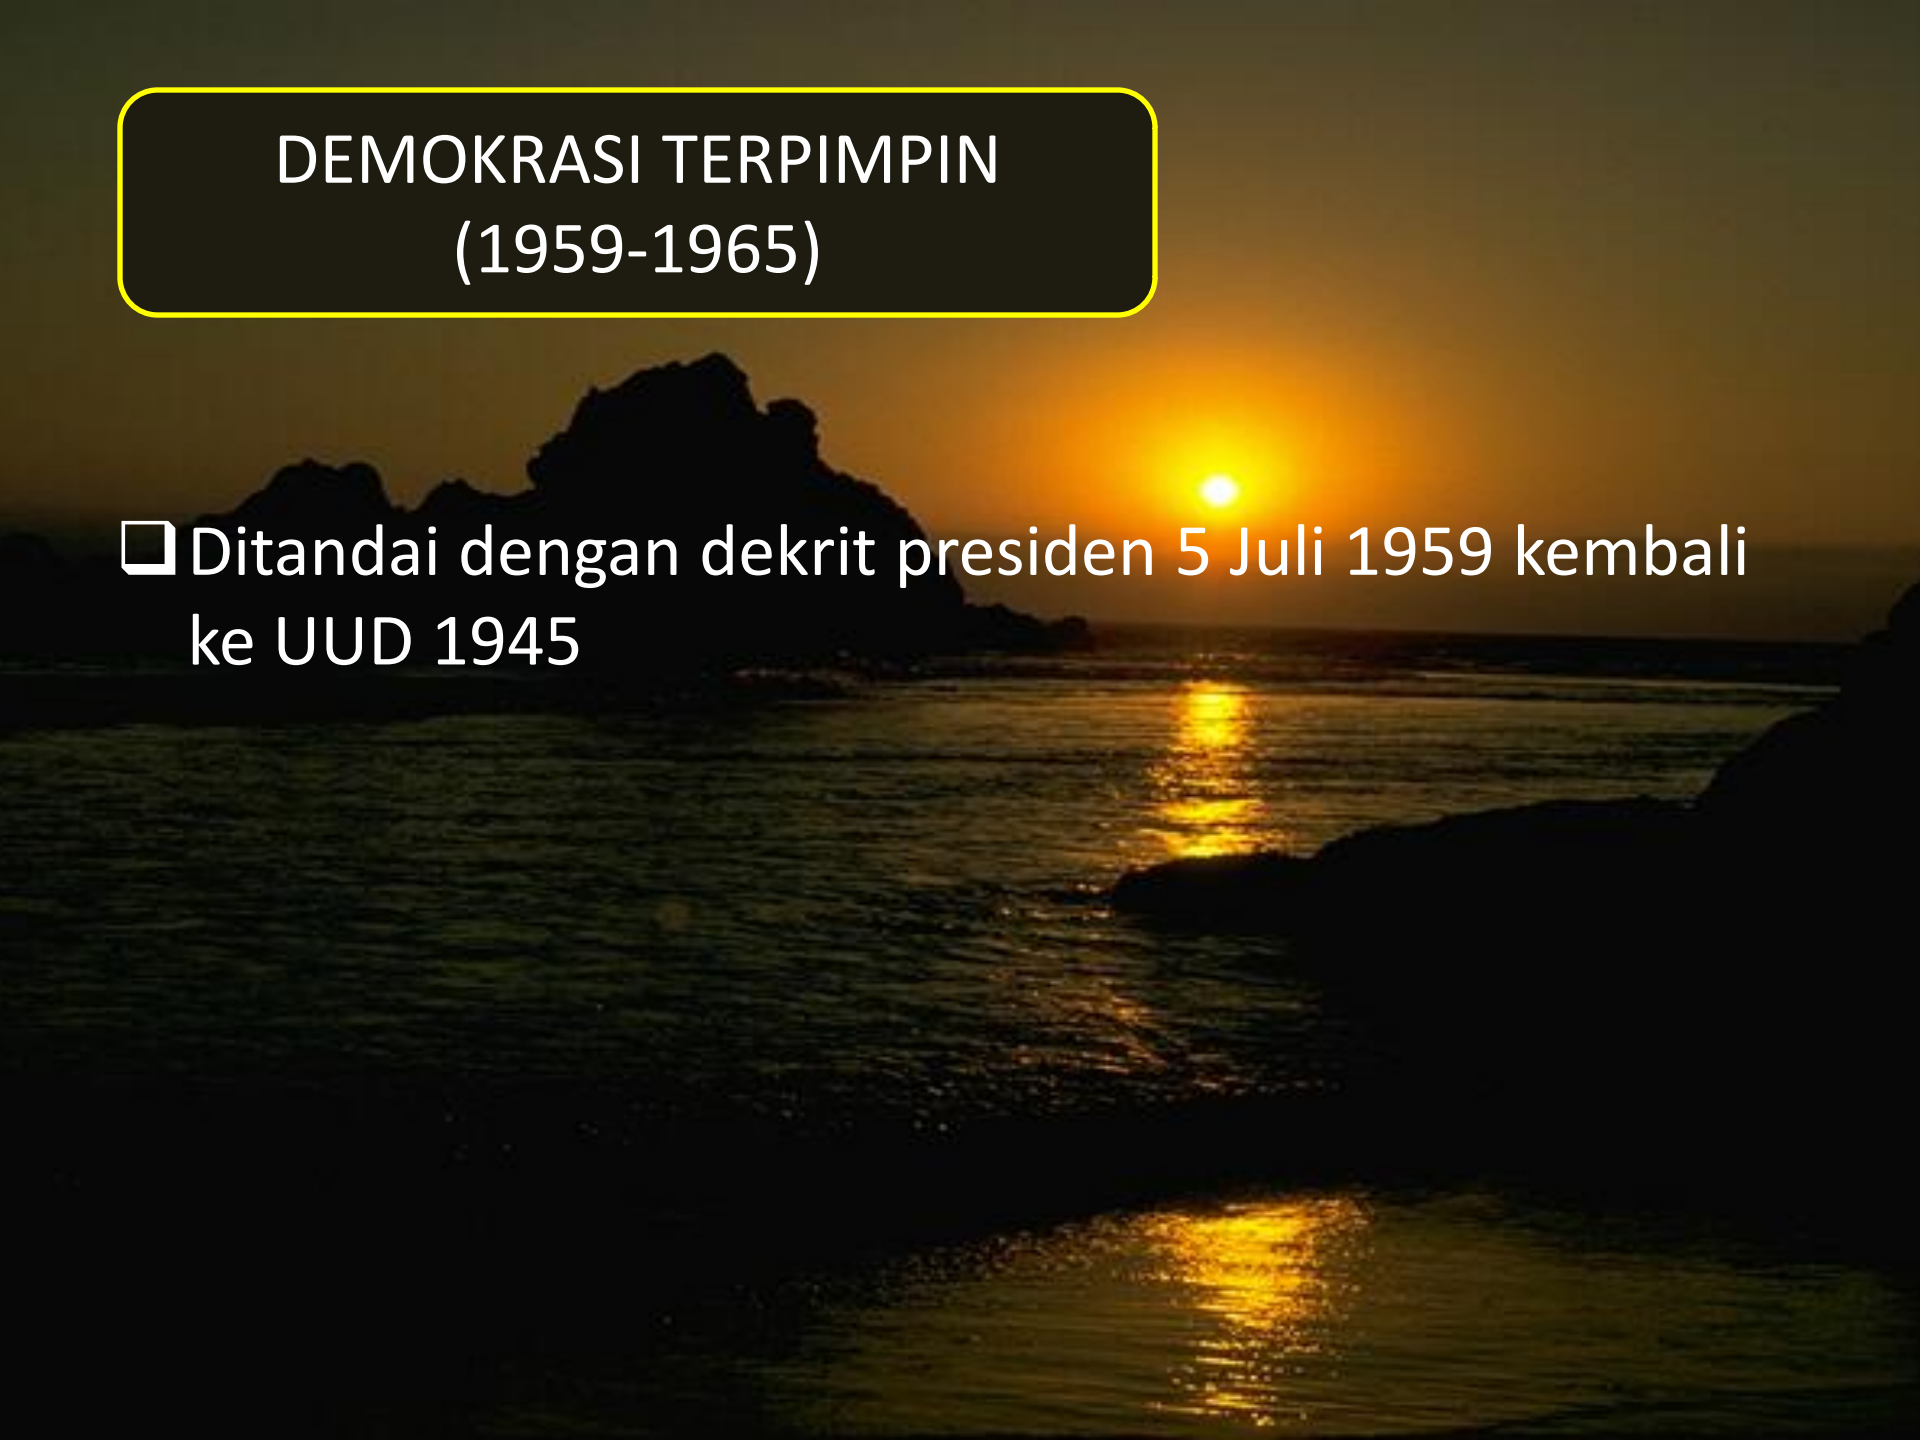 DEMOKRASI TERPIMPIN
(1959-1965)
Ditandai dengan dekrit presiden 5 Juli 1959 kembali
ke UUD 1945